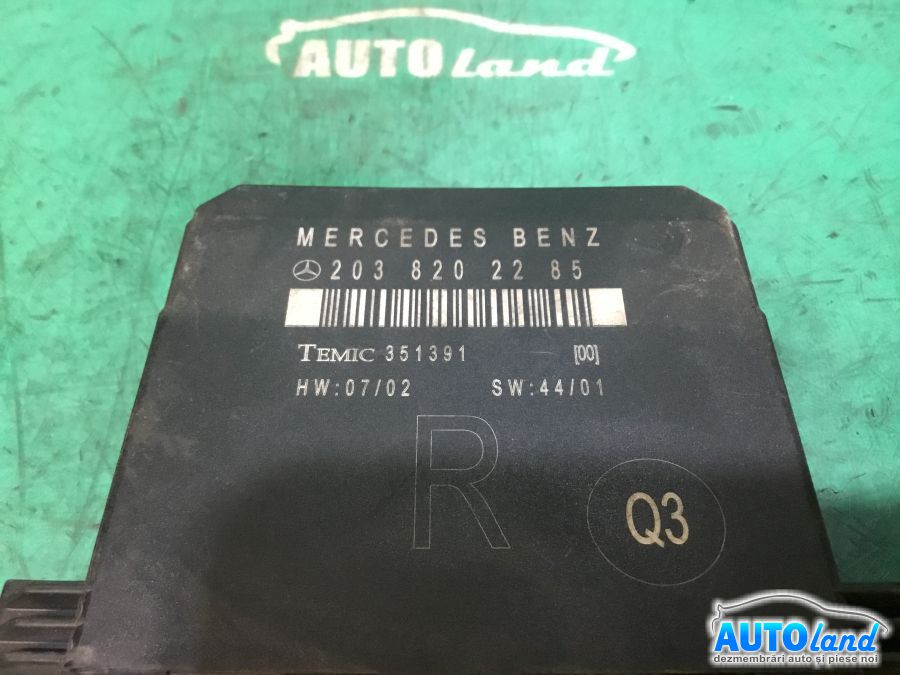 AUTO land
MERCEDES BENZ
203 820 22 85
TEMIC 351391 [00]
HW:07/02 SW:44/01
R
Q3
AUTOland
dezmembrări auto și piese noi